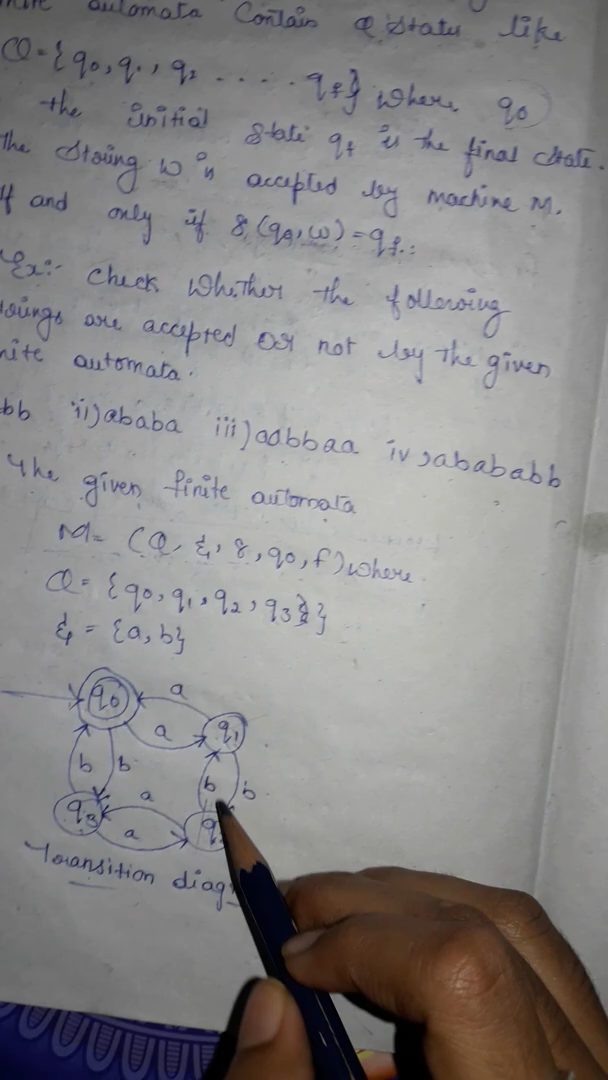 automata Contain Q States like
Q={q0, q1, q2 ..... qf} where q0
the initial state qf is the final state.
The string w is accepted by machine M.
If and only if δ(q0,w)=qf.
Ex:- Check whether the following
are accepted or not by the given
automata.
bb ii) ababa iii) aabbaa iv) abababb
The given finite automata
M= (Q, Σ, δ, q0, f) where
Q= {q0, q1, q2, q3}}
Σ = {a,b}
q0 a q1
a
b b b b
q3 a q
a
Transition diag